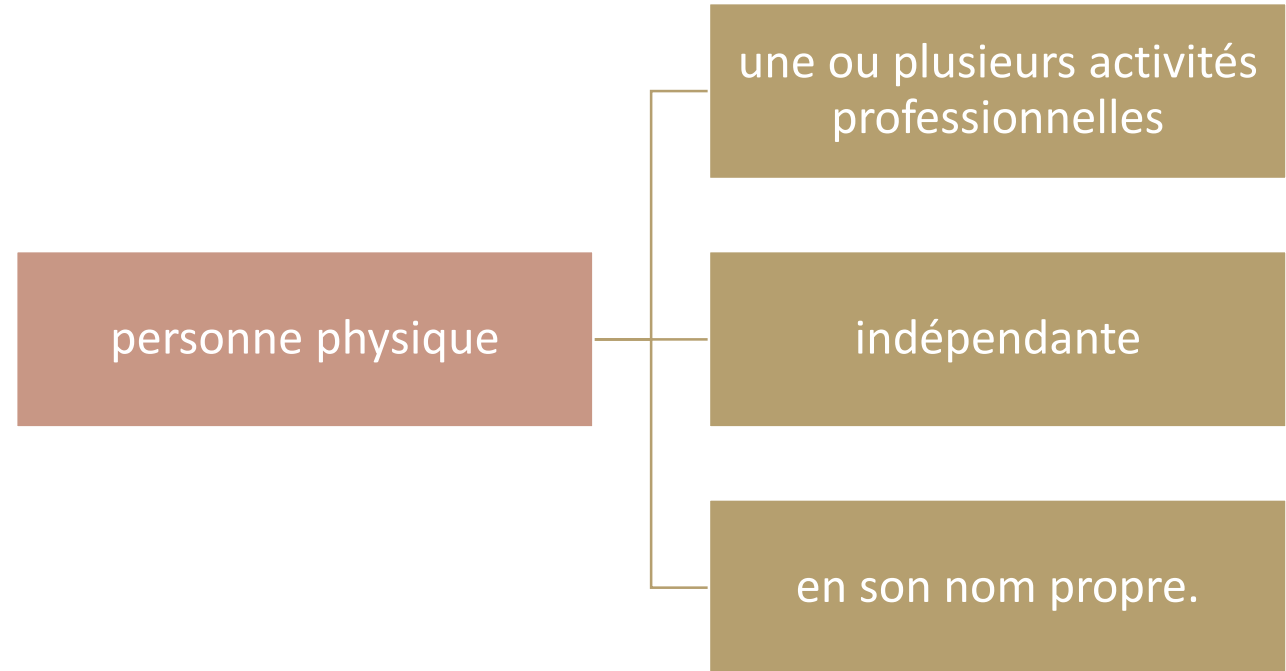 personne physique
une ou plusieurs activités
professionnelles
indépendante
en son nom propre.